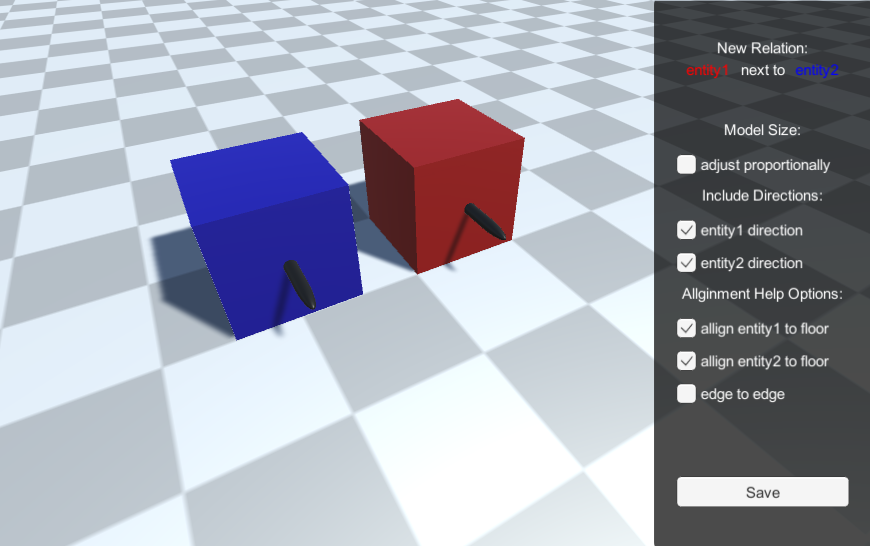 New Relation:
entity1 next to entity2
Model Size:
adjust proportionally
Include Directions:
entity1 direction
entity2 direction
Allginment Help Options:
allign entity1 to floor
allign entity2 to floor
edge to edge
Save